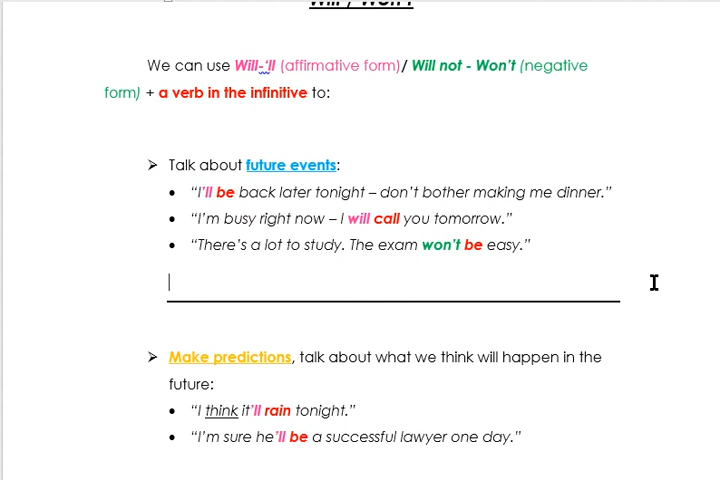 Will / Won't
We can use Will-'ll (affirmative form)/ Will not - Won't (negative
form) + a verb in the infinitive to:
➢ Talk about future events:
• "I'll be back later tonight – don't bother making me dinner."
• "I'm busy right now – I will call you tomorrow."
• "There's a lot to study. The exam won't be easy."
➢ Make predictions, talk about what we think will happen in the
future:
• "I think it'll rain tonight."
• "I'm sure he'll be a successful lawyer one day."